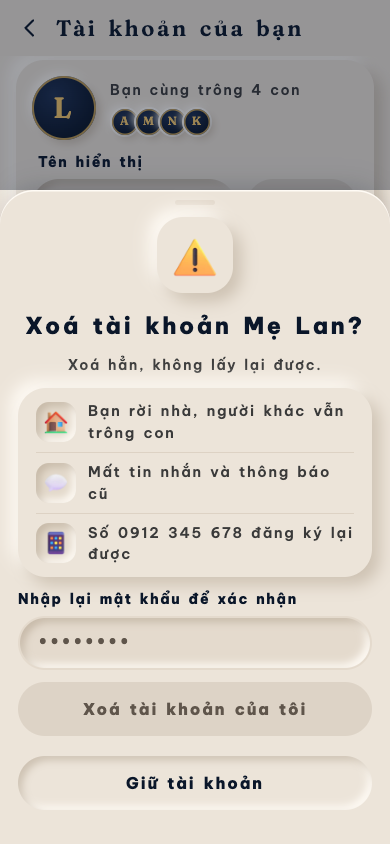 Tài khoản của bạn
L
Bạn cùng trông 4 con
A M N K
Tên hiển thị
Xoá tài khoản Mẹ Lan?
Xoá hẳn, không lấy lại được.
Bạn rời nhà, người khác vẫn
trông con
Mất tin nhắn và thông báo
cũ
Số 0912 345 678 đăng ký lại
được
Nhập lại mật khẩu để xác nhận
••••••••
Xoá tài khoản của tôi
Giữ tài khoản